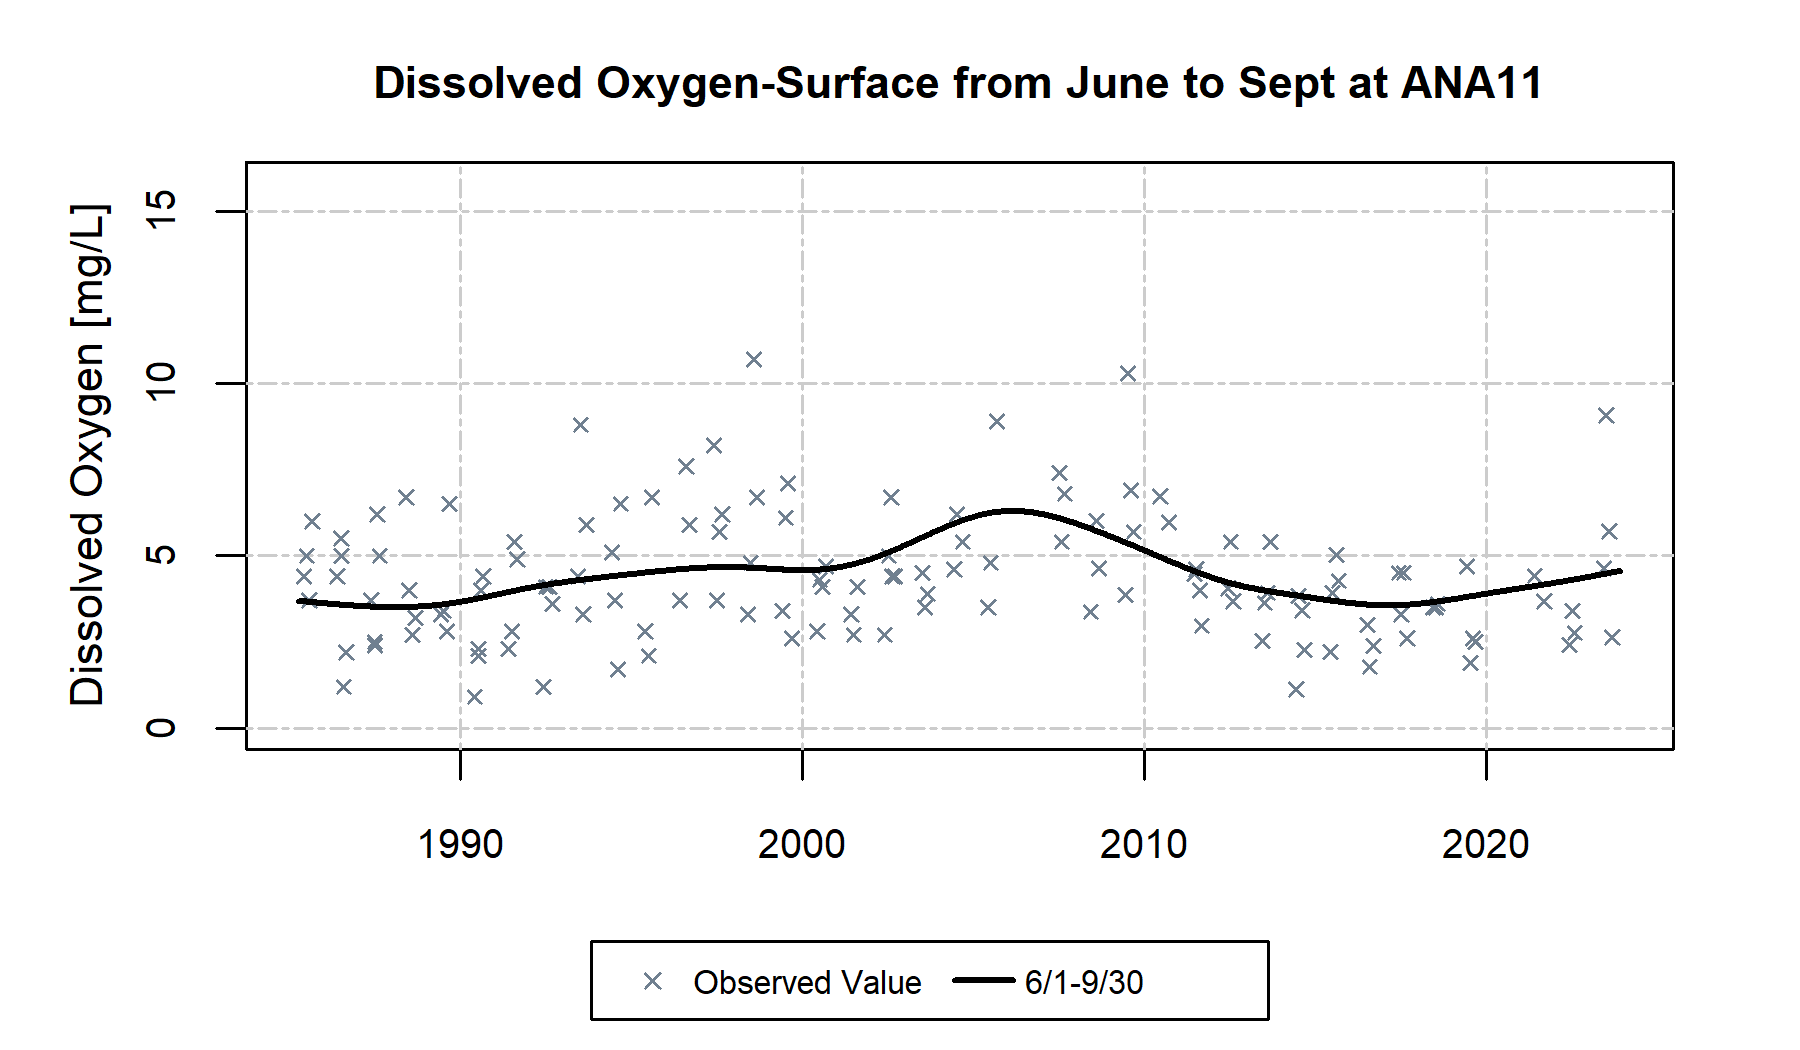 Dissolved Oxygen-Surface from June to Sept at ANA11
Dissolved Oxygen [mg/L]
15
10
5
0
1990 2000 2010 2020
Observed Value 6/1-9/30